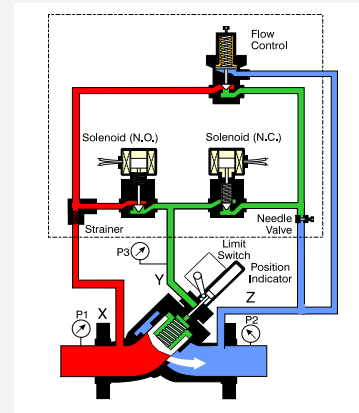 Flow
Control
Solenoid (N.O.)
Solenoid (N.C.)
Strainer
Needle
Valve
P3
Limit
Switch
Y
Position
Indicator
X
Z
P1
P2